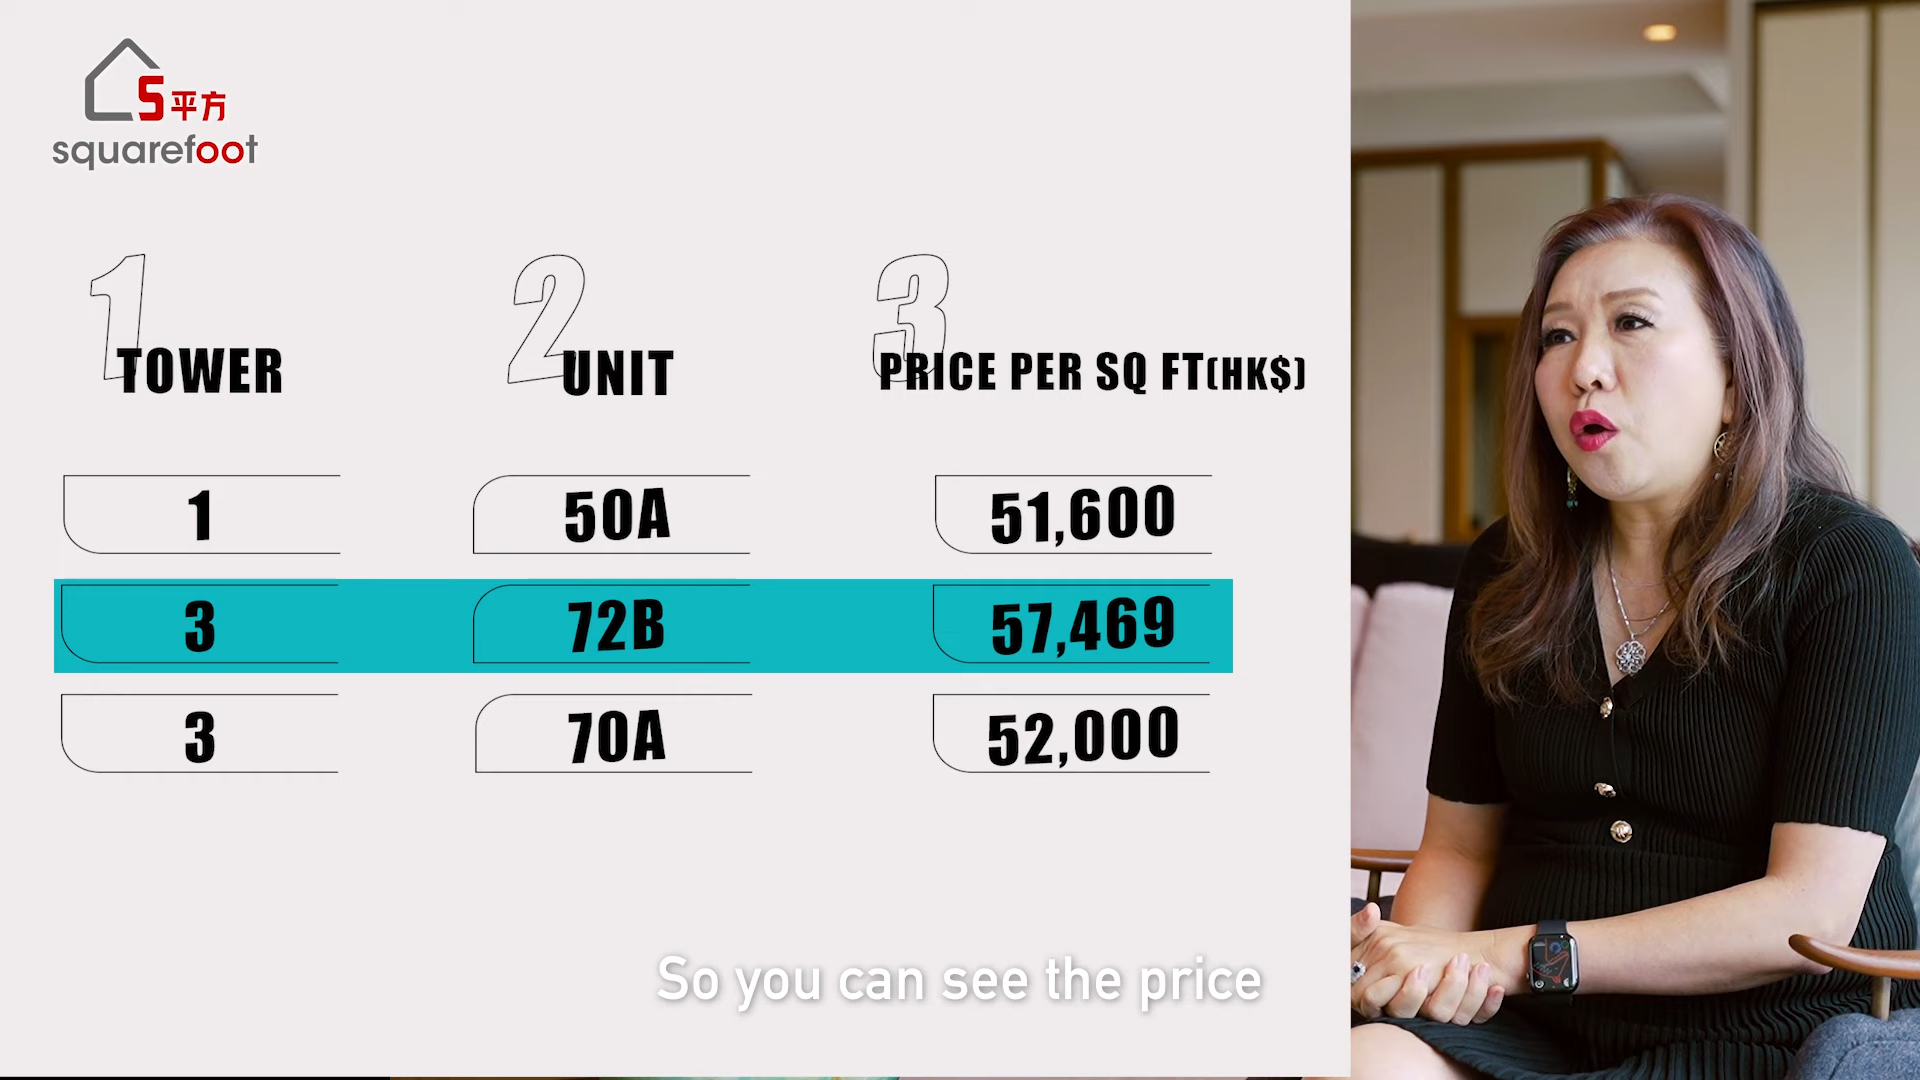 5平方
squarefoot
1 2 3
TOWER UNIT PRICE PER SQ FT(HK$)
1 50A 51,600
3 72B 57,469
3 70A 52,000
So you can see the price